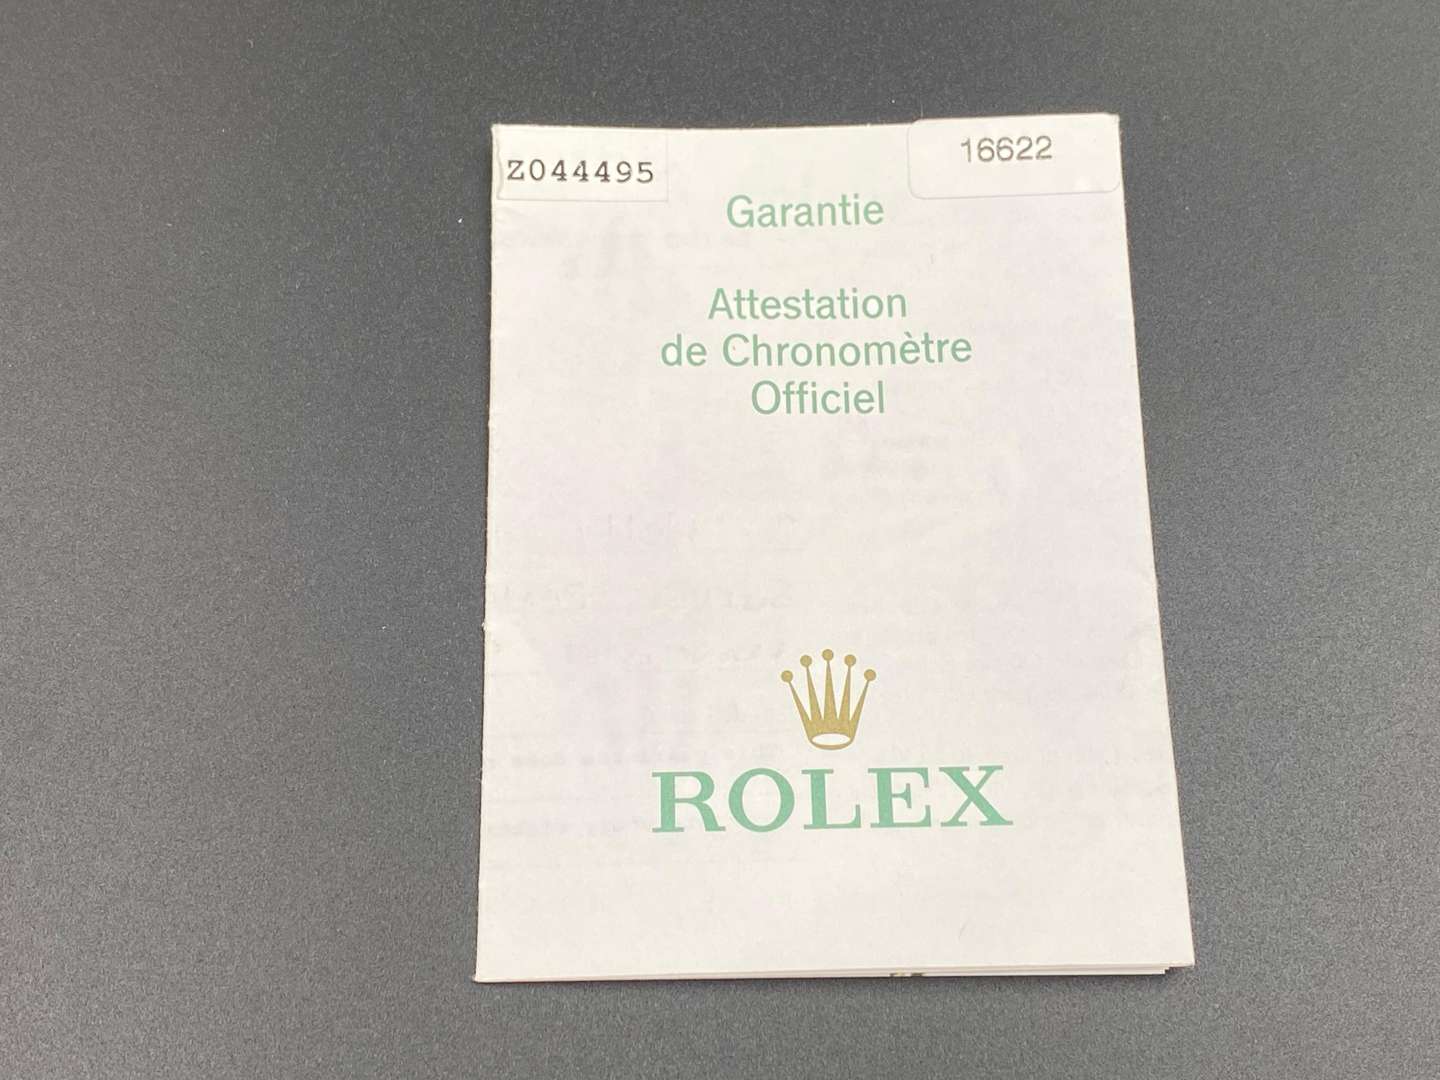 Z044495
16622
Garantie
Attestation
de Chronomètre
Officiel
ROLEX